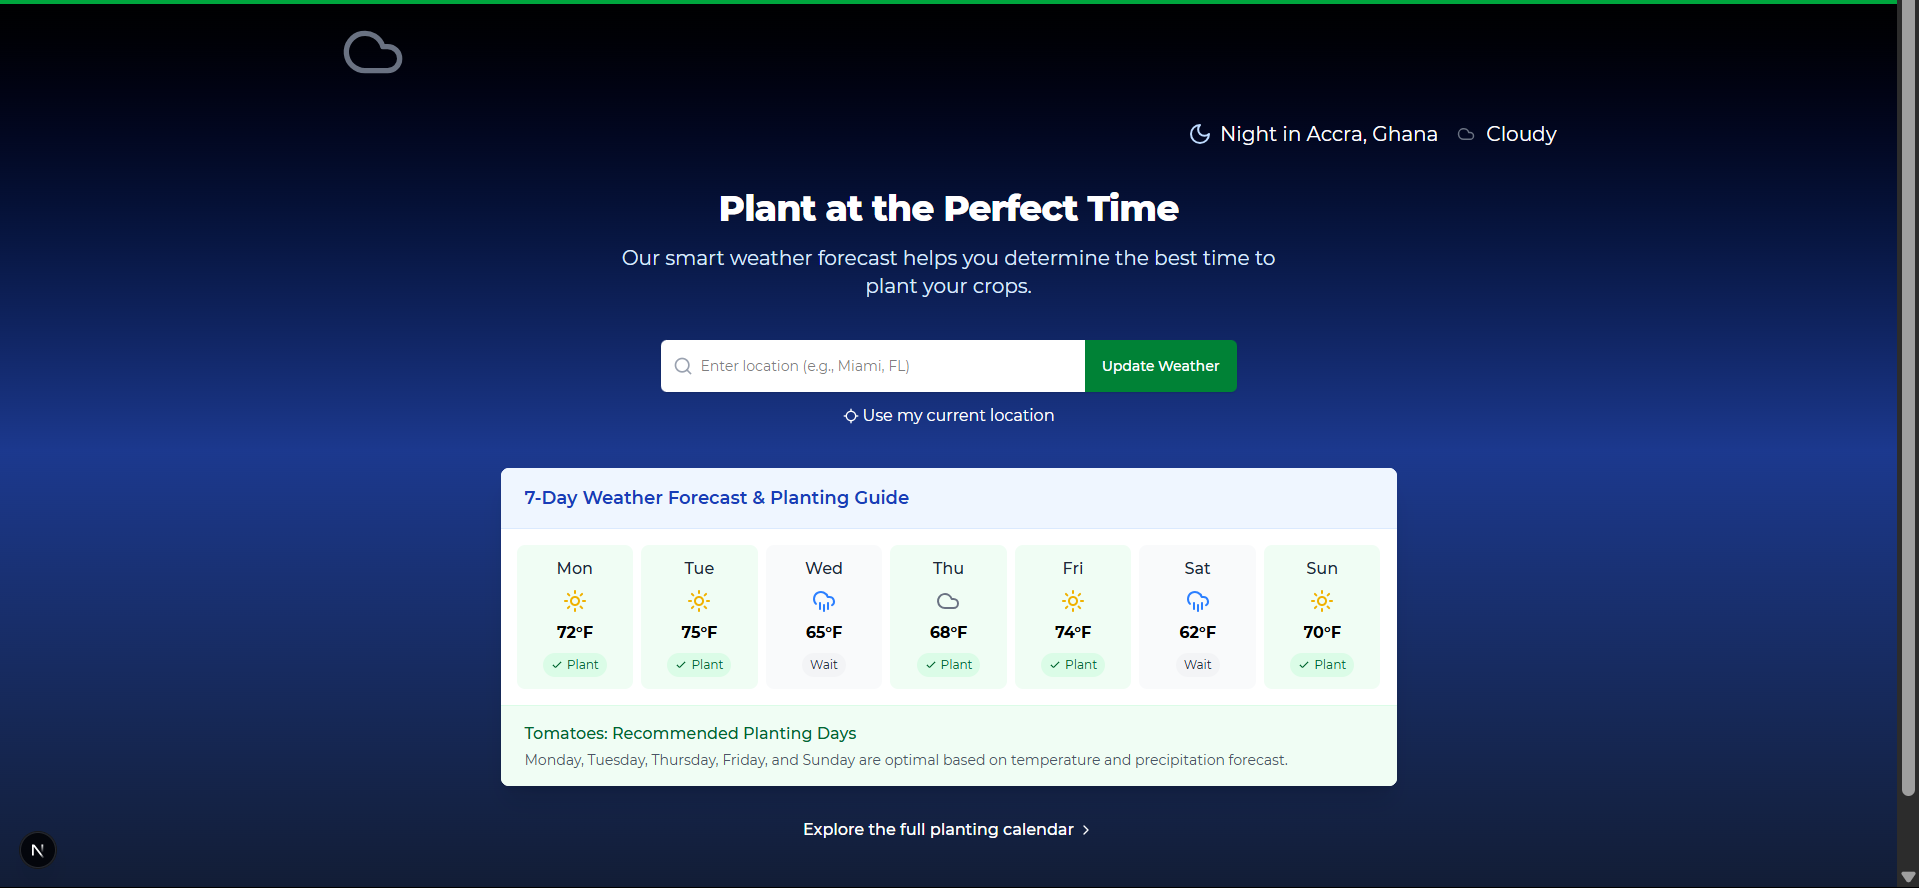 Night in Accra, Ghana Cloudy
Plant at the Perfect Time
Our smart weather forecast helps you determine the best time to
plant your crops.
Enter location (e.g., Miami, FL) Update Weather
Use my current location
7-Day Weather Forecast & Planting Guide
Mon Tue Wed Thu Fri Sat Sun
72°F 75°F 65°F 68°F 74°F 62°F 70°F
Plant Plant Wait Plant Plant Wait Plant
Tomatoes: Recommended Planting Days
Monday, Tuesday, Thursday, Friday, and Sunday are optimal based on temperature and precipitation forecast.
Explore the full planting calendar
N